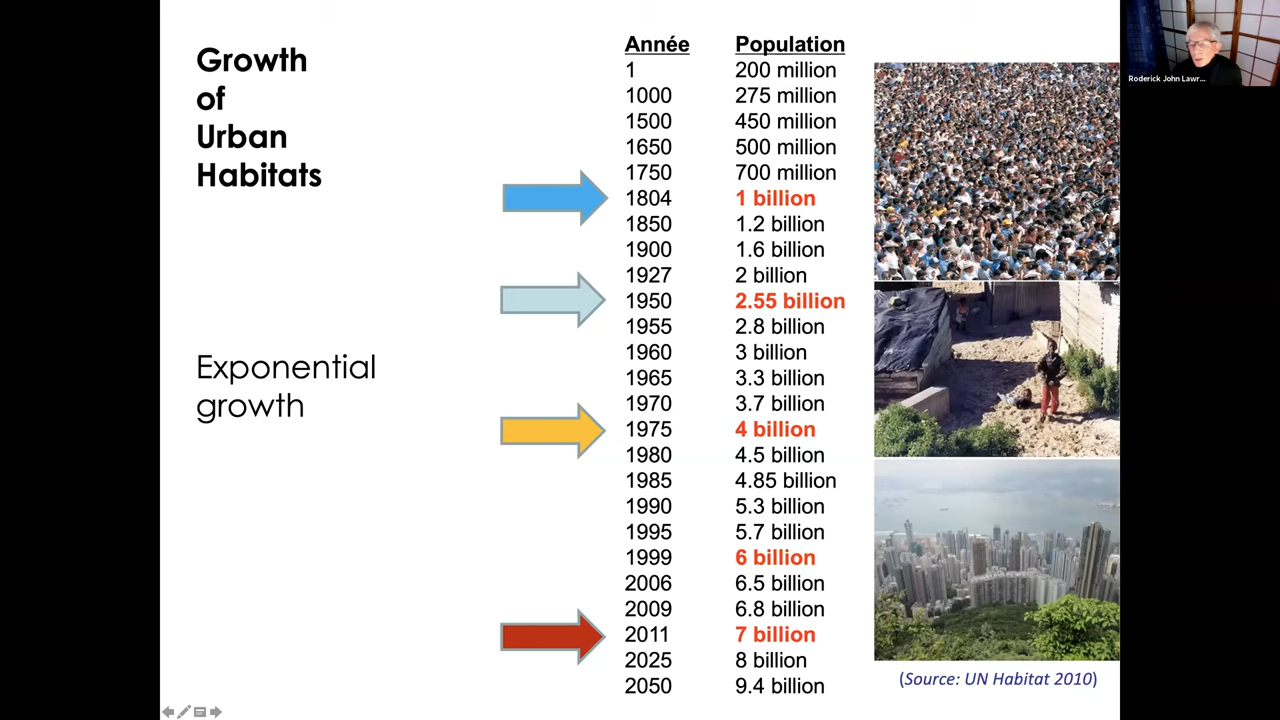 Growth
of
Urban
Habitats
Exponential
growth
Année Population
1 200 million
1000 275 million
1500 450 million
1650 500 million
1750 700 million
1804 1 billion
1850 1.2 billion
1900 1.6 billion
1927 2 billion
1950 2.55 billion
1955 2.8 billion
1960 3 billion
1965 3.3 billion
1970 3.7 billion
1975 4 billion
1980 4.5 billion
1985 4.85 billion
1990 5.3 billion
1995 5.7 billion
1999 6 billion
2006 6.5 billion
2009 6.8 billion
2011 7 billion
2025 8 billion
2050 9.4 billion
(Source: UN Habitat 2010)
Roderick John Lawr...